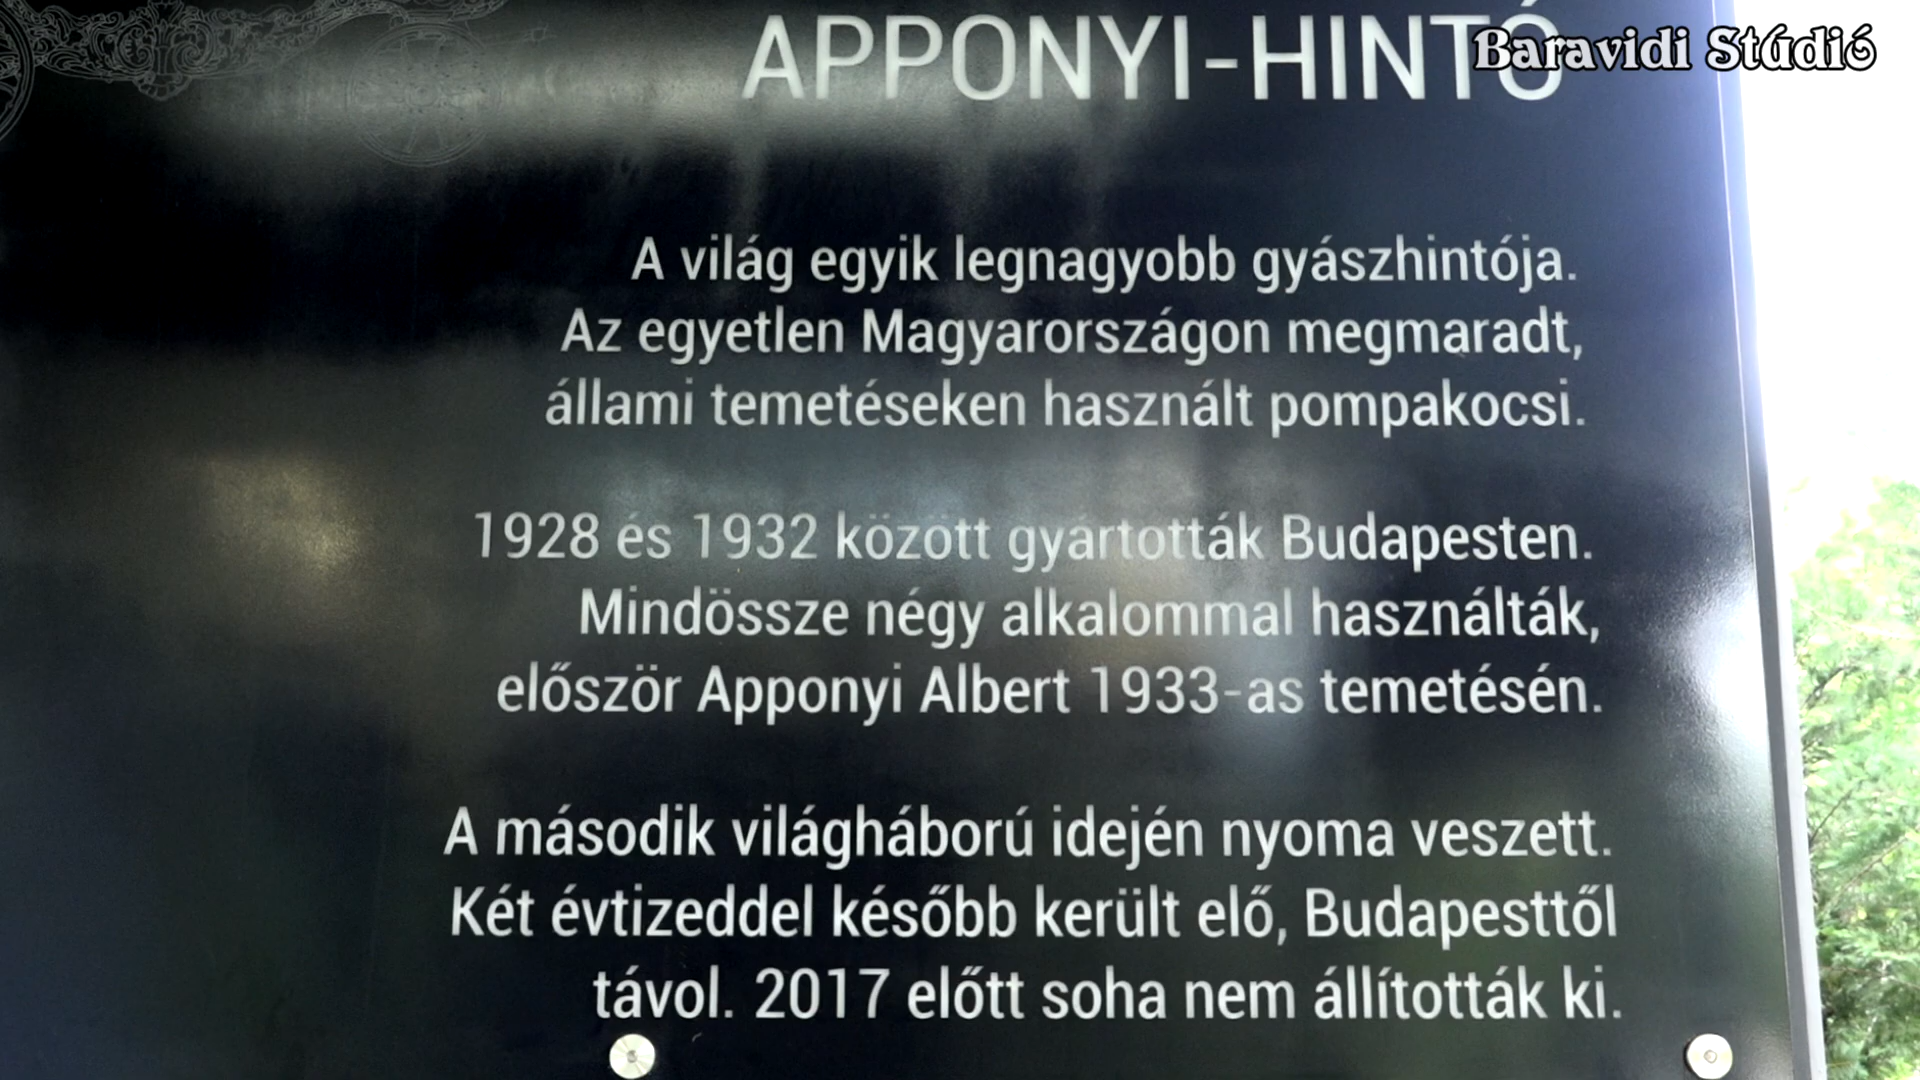 APPONYI-HINTÓ
Baravidi Stúdió
A világ egyik legnagyobb gyászhintója.
Az egyetlen Magyarországon megmaradt,
állami temetéseken használt pompakocsi.
1928 és 1932 között gyártották Budapesten.
Mindössze négy alkalommal használták,
először Apponyi Albert 1933-as temetésén.
A második világháború idején nyoma veszett.
Két évtizeddel később került elő, Budapesttől
távol. 2017 előtt soha nem állították ki.